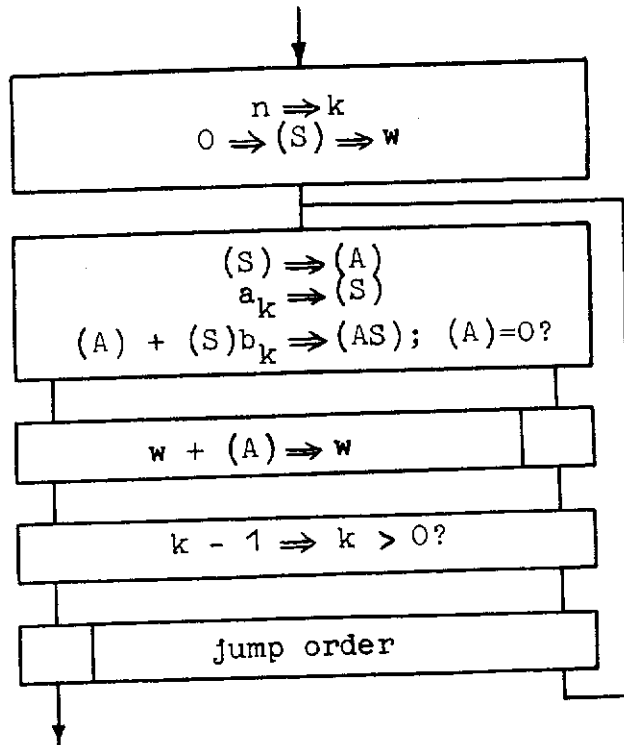 n ⇒ k
0 ⇒ (S) ⇒ w
(S) ⇒ (A)
a_k ⇒ (S)
(A) + (S)b_k ⇒ (AS); (A)=0?
w + (A) ⇒ w
k - 1 ⇒ k > 0?
jump order